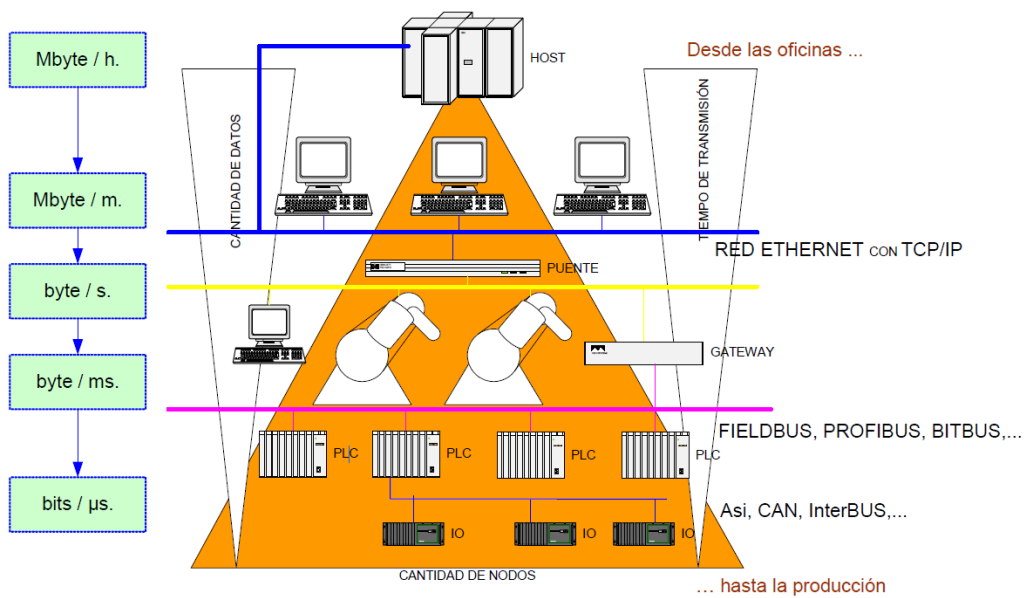 Mbyte / h.
HOST
Desde las oficinas ...
CANTIDAD DE DATOS
TIEMPO DE TRANSMISIÓN
Mbyte / m.
RED ETHERNET CON TCP/IP
PUENTE
byte / s.
GATEWAY
byte / ms.
FIELDBUS, PROFIBUS, BITBUS,...
PLC
PLC
PLC
PLC
bits / µs.
Asi, CAN, InterBUS,...
IO
IO
IO
CANTIDAD DE NODOS
... hasta la producción